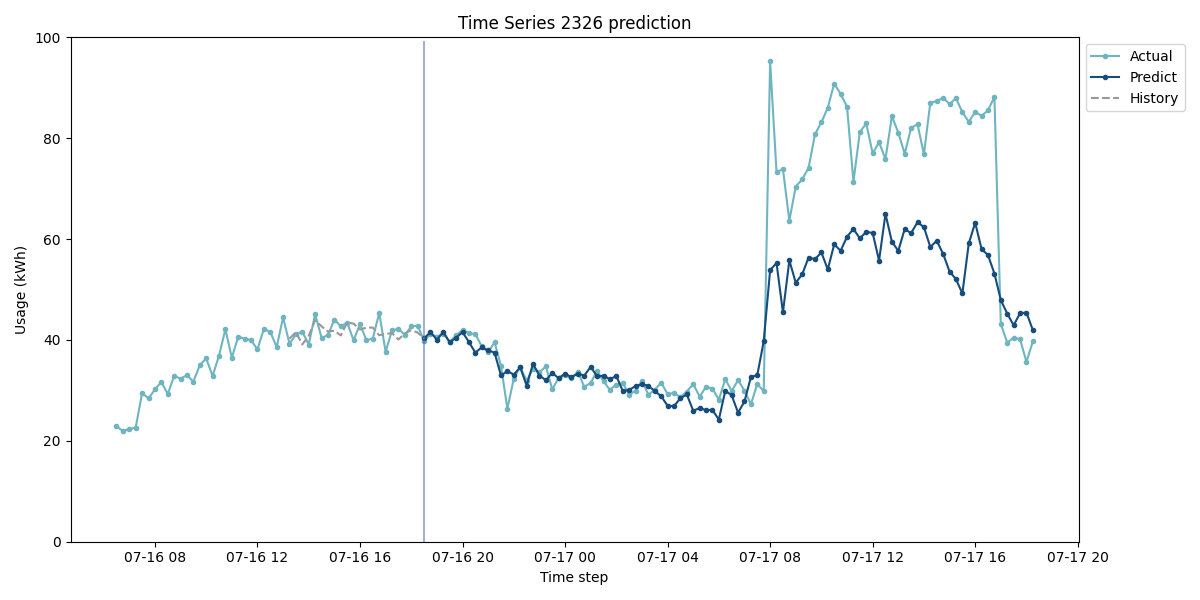 Time Series 2326 prediction
100
80
60
40
20
0
Usage (kWh)
07-16 08
07-16 12
07-16 16
07-16 20
07-17 00
07-17 04
07-17 08
07-17 12
07-17 16
07-17 20
Time step
Actual
Predict
History